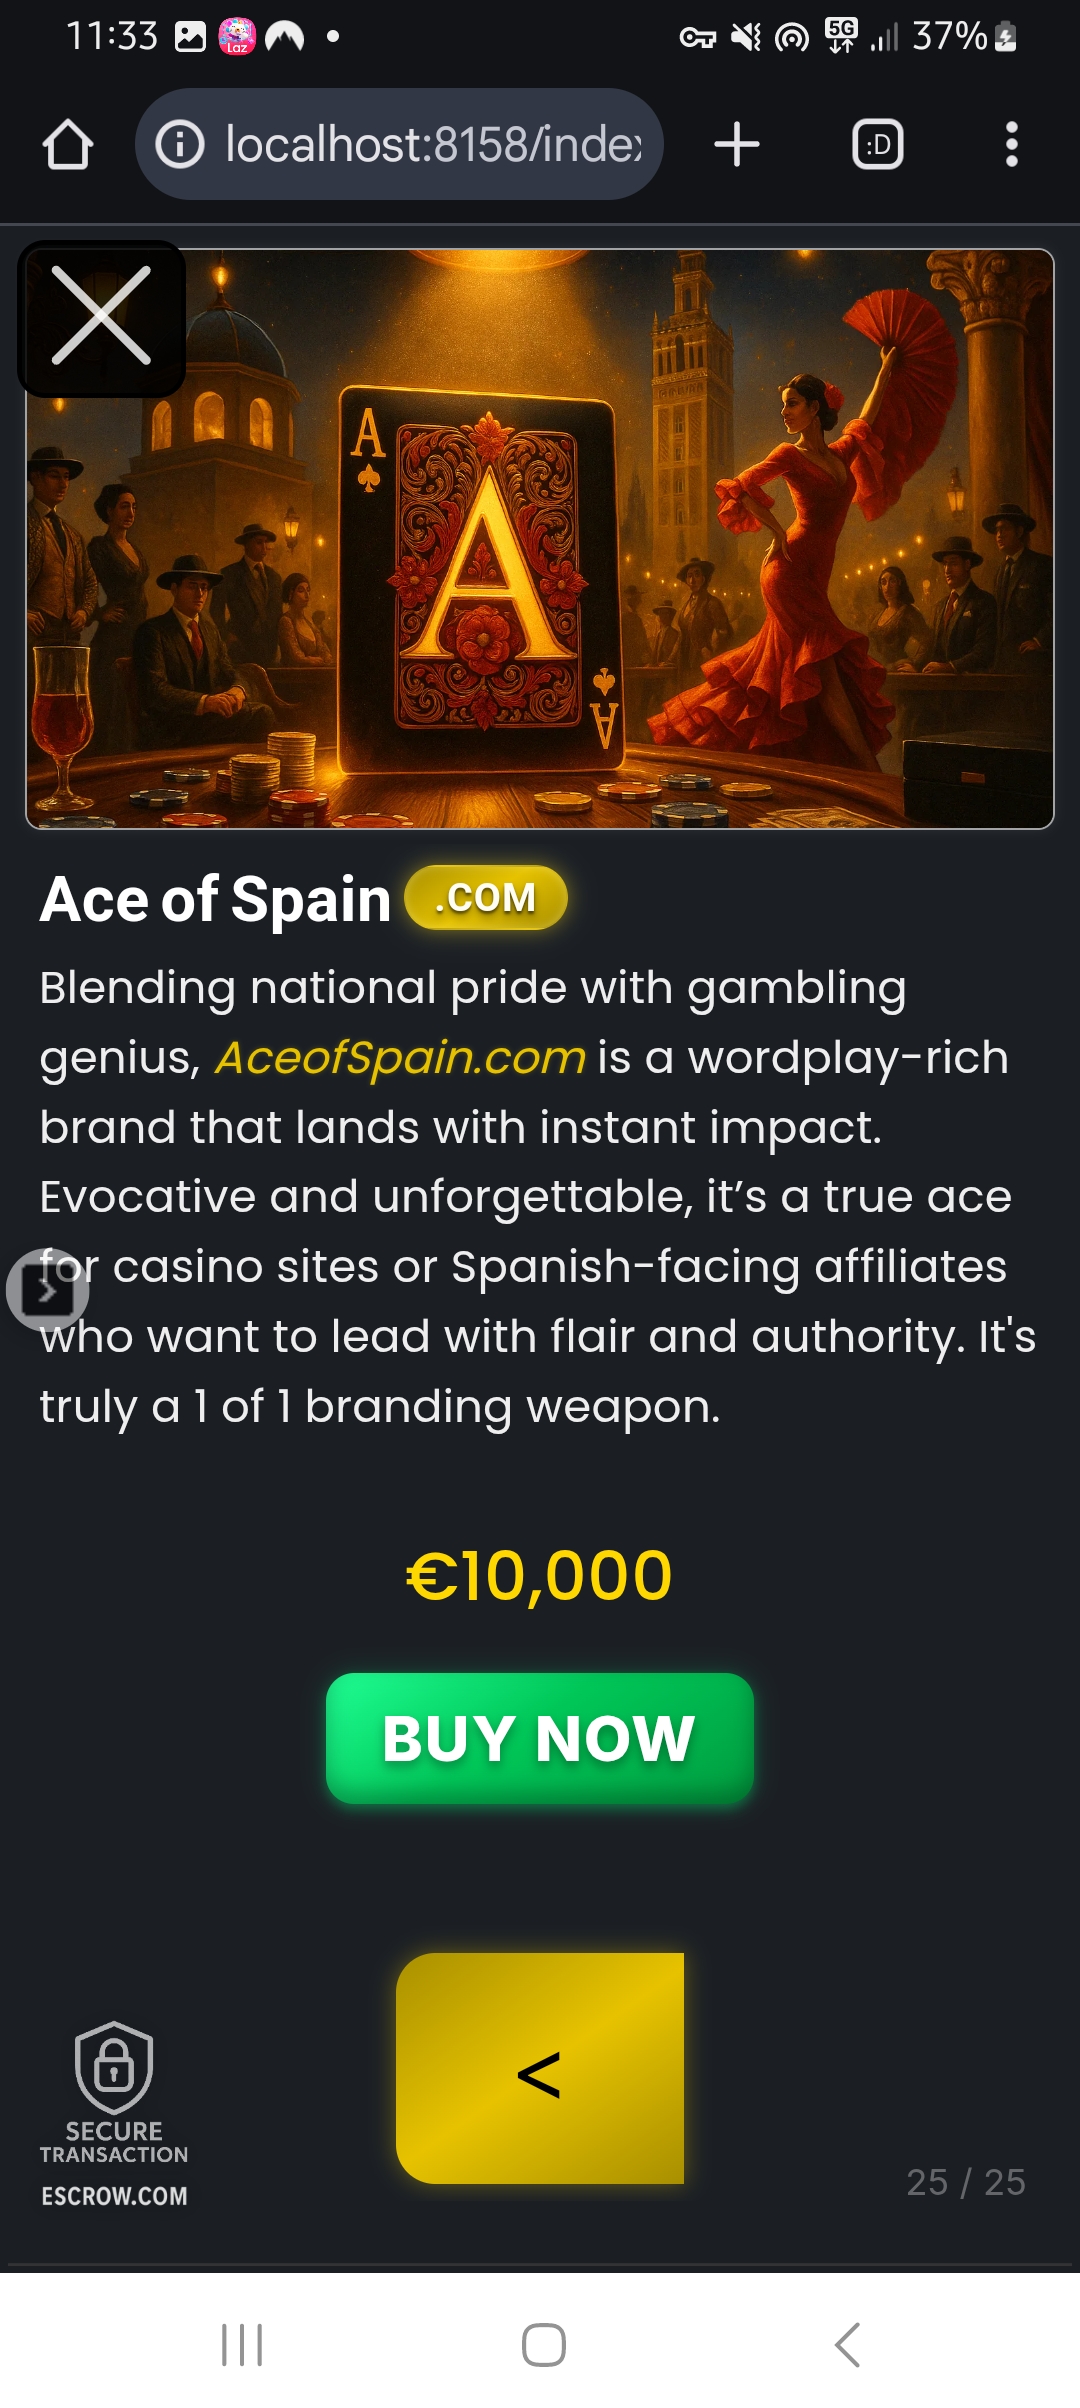 11:33
Laz
5G
37%
localhost:8158/index
:D
A
A
A
Ace of Spain .COM
Blending national pride with gambling
genius, AceofSpain.com is a wordplay-rich
brand that lands with instant impact.
Evocative and unforgettable, it’s a true ace
for casino sites or Spanish-facing affiliates
who want to lead with flair and authority. It's
truly a 1 of 1 branding weapon.
€10,000
BUY NOW
<
SECURE
TRANSACTION
ESCROW.COM
25 / 25